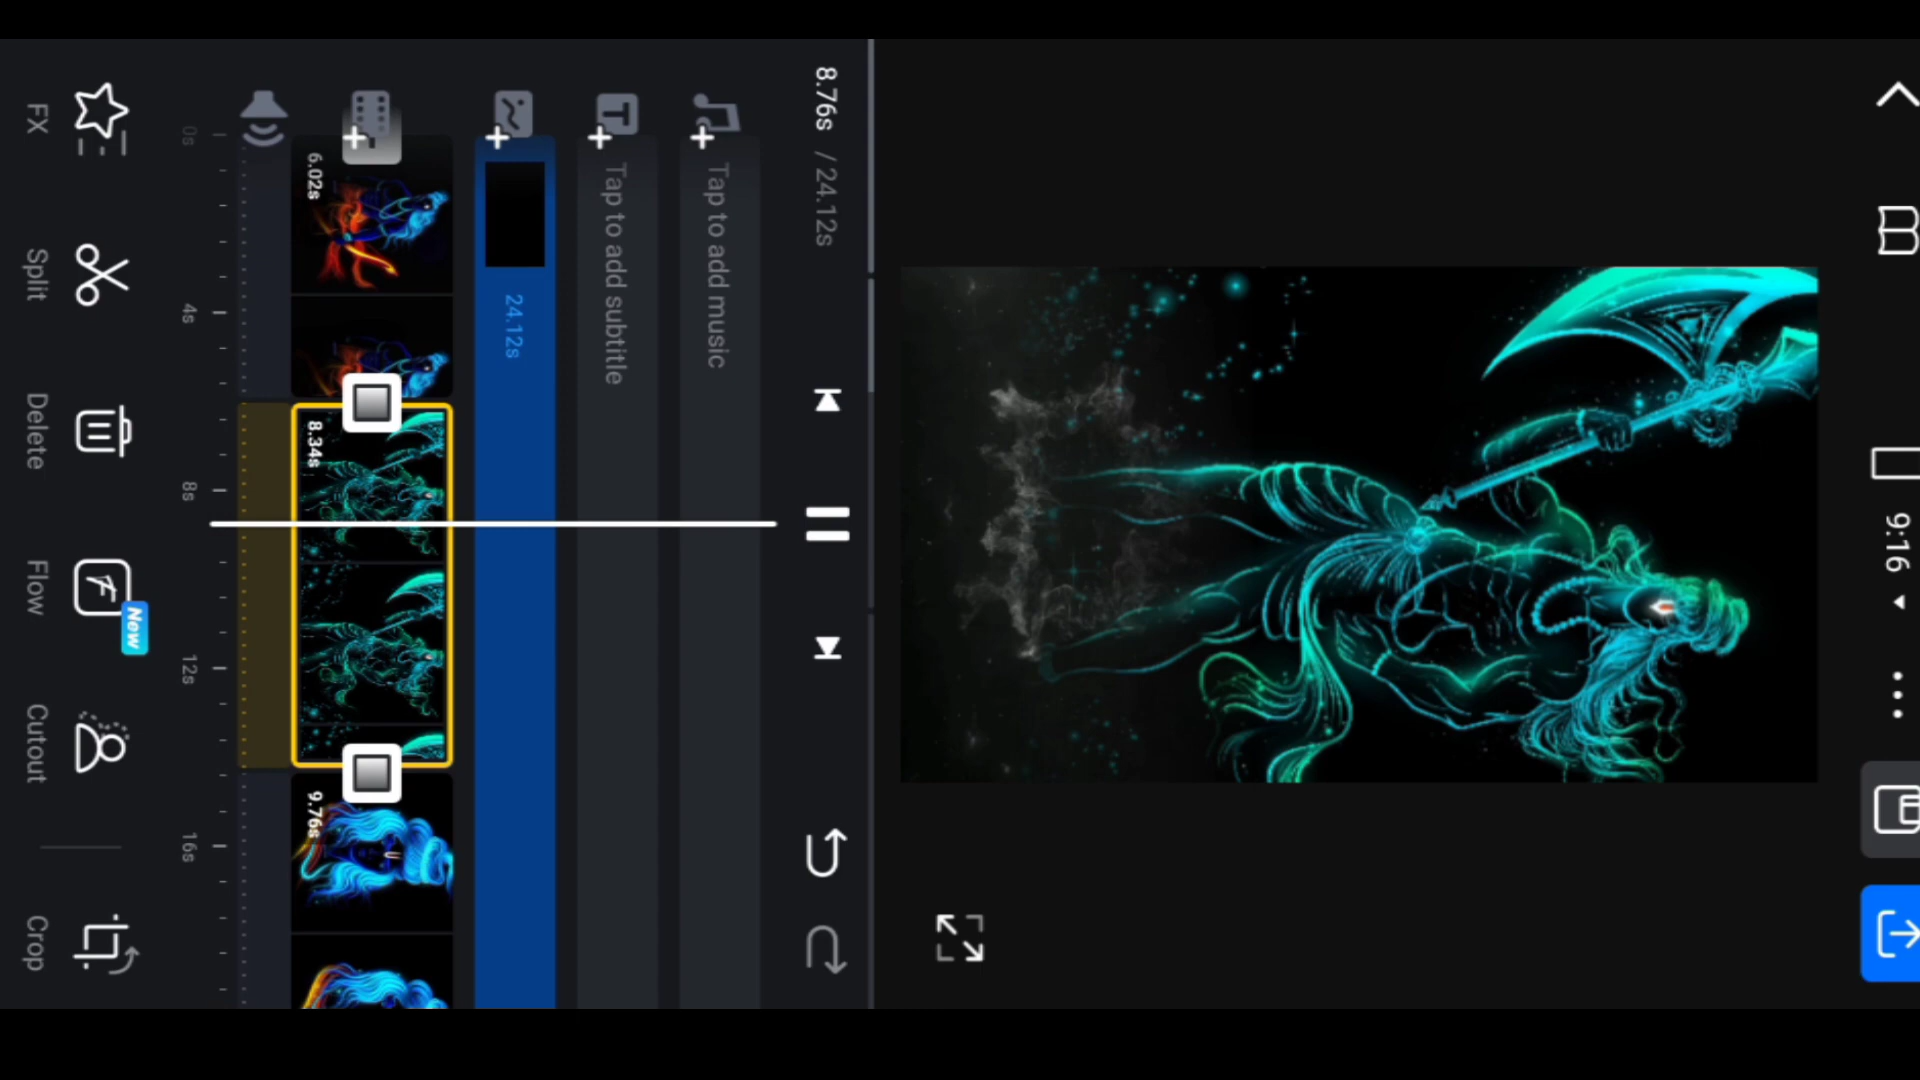 9:16
8.76s / 24.12s
Tap to add music
Tap to add subtitle
24.12s
6.02s
8.34s
9.76s
0s
4s
8s
12s
16s
FX
Split
Delete
Flow
New
Cutout
Crop